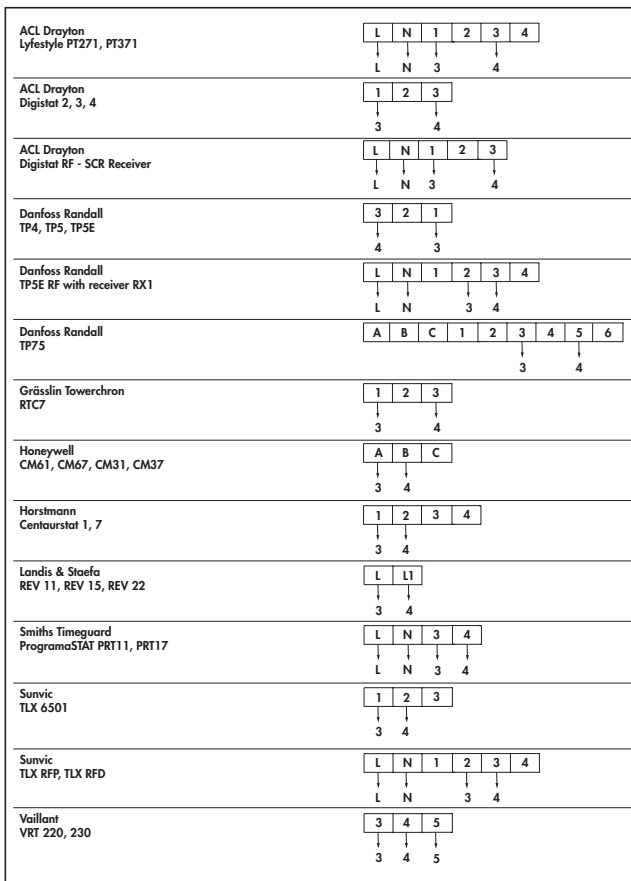 ACL Drayton
Lyfestyle PT271, PT371
L N 1 2 3 4
L N 3 4
ACL Drayton
Digistat 2, 3, 4
1 2 3
3 4
ACL Drayton
Digistat RF - SCR Receiver
L N 1 2 3
L N 3 4
Danfoss Randall
TP4, TP5, TP5E
3 2 1
4 3
Danfoss Randall
TP5E RF with receiver RX1
L N 1 2 3 4
L N 3 4
Danfoss Randall
TP75
A B C 1 2 3 4 5 6
3 4
Grässlin Towerchron
RTC7
1 2 3
3 4
Honeywell
CM61, CM67, CM31, CM37
A B C
3 4
Horstmann
Centaurstat 1, 7
1 2 3 4
3 4
Landis & Staefa
REV 11, REV 15, REV 22
L L1
3 4
Smiths Timeguard
ProgramaSTAT PRT11, PRT17
L N 3 4
L N 3 4
Sunvic
TLX 6501
1 2 3
3 4
Sunvic
TLX RFP, TLX RFD
L N 1 2 3 4
L N 3 4
Vaillant
VRT 220, 230
3 4 5
3 4 5